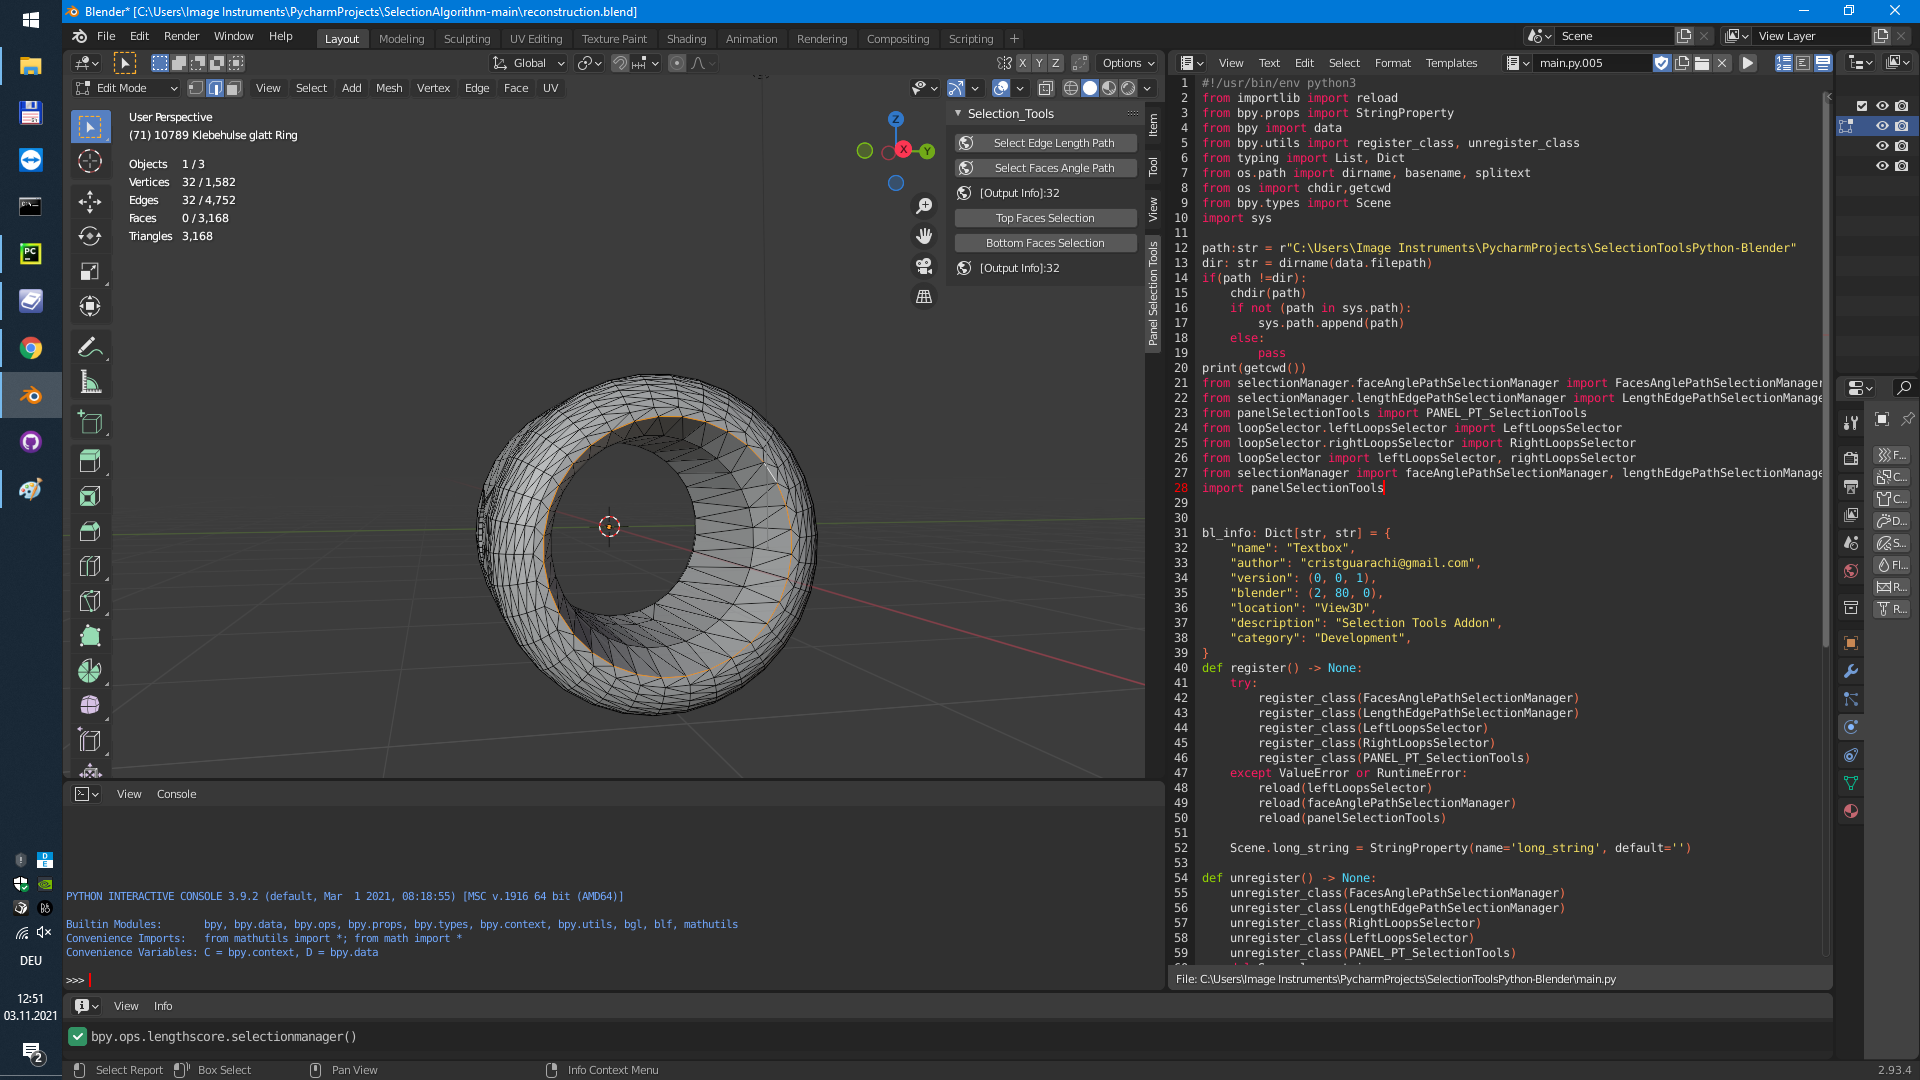 Blender* [C:\Users\Image Instruments\PycharmProjects\SelectionAlgorithm-main\reconstruction.blend]
File Edit Render Window Help Layout Modeling Sculpting UV Editing Texture Paint Shading Animation Rendering Compositing Scripting + Scene View Layer
Global X Y Z Options
Edit Mode View Select Add Mesh Vertex Edge Face UV
User Perspective
(71) 10789 Klebehulse glatt Ring
Objects 1 / 3
Vertices 32 / 1,582
Edges 32 / 4,752
Faces 0 / 3,168
Triangles 3,168
Z
X
Y
Selection_Tools
Select Edge Length Path
Select Faces Angle Path
[Output Info]:32
Top Faces Selection
Bottom Faces Selection
[Output Info]:32
Item
Tool
View
Panel Selection Tools
View Text Edit Select Format Templates main.py.005
1 #!/usr/bin/env python3
2 from importlib import reload
3 from bpy.props import StringProperty
4 from bpy import data
5 from bpy.utils import register_class, unregister_class
6 from typing import List, Dict
7 from os.path import dirname, basename, splitext
8 from os import chdir,getcwd
9 from bpy.types import Scene
10 import sys
11
12 path:str = r"C:\Users\Image Instruments\PycharmProjects\SelectionToolsPython-Blender"
13 dir: str = dirname(data.filepath)
14 if(path !=dir):
15 chdir(path)
16 if not (path in sys.path):
17 sys.path.append(path)
18 else:
19 pass
20 print(getcwd())
21 from selectionManager.faceAnglePathSelectionManager import FacesAnglePathSelectionManager
22 from selectionManager.lengthEdgePathSelectionManager import LengthEdgePathSelectionManage
23 from panelSelectionTools import PANEL_PT_SelectionTools
24 from loopSelector.leftLoopsSelector import LeftLoopsSelector
25 from loopSelector.rightLoopsSelector import RightLoopsSelector
26 from loopSelector import leftLoopsSelector, rightLoopsSelector
27 from selectionManager import faceAnglePathSelectionManager, lengthEdgePathSelectionManage
28 import panelSelectionTools
29
30
31 bl_info: Dict[str, str] = {
32 "name": "Textbox",
33 "author": "cristguarachi@gmail.com",
34 "version": (0, 0, 1),
35 "blender": (2, 80, 0),
36 "location": "View3D",
37 "description": "Selection Tools Addon",
38 "category": "Development",
39 }
40 def register() -> None:
41 try:
42 register_class(FacesAnglePathSelectionManager)
43 register_class(LengthEdgePathSelectionManager)
44 register_class(LeftLoopsSelector)
45 register_class(RightLoopsSelector)
46 register_class(PANEL_PT_SelectionTools)
47 except ValueError or RuntimeError:
48 reload(leftLoopsSelector)
49 reload(faceAnglePathSelectionManager)
50 reload(panelSelectionTools)
51
52 Scene.long_string = StringProperty(name='long_string', default='')
53
54 def unregister() -> None:
55 unregister_class(FacesAnglePathSelectionManager)
56 unregister_class(LengthEdgePathSelectionManager)
57 unregister_class(RightLoopsSelector)
58 unregister_class(LeftLoopsSelector)
59 unregister_class(PANEL_PT_SelectionTools)
File: C:\Users\Image Instruments\PycharmProjects\SelectionToolsPython-Blender\main.py
F...
C...
C...
D...
S...
Fl...
R...
R...
View Console
PYTHON INTERACTIVE CONSOLE 3.9.2 (default, Mar 1 2021, 08:18:55) [MSC v.1916 64 bit (AMD64)]
Builtin Modules: bpy, bpy.data, bpy.ops, bpy.props, bpy.types, bpy.context, bpy.utils, bgl, blf, mathutils
Convenience Imports: from mathutils import *; from math import *
Convenience Variables: C = bpy.context, D = bpy.data
>>>
View Info
bpy.ops.lengthscore.selectionmanager()
Select Report Box Select Pan View Info Context Menu 2.93.4
PC
DEU
12:51
03.11.2021
2